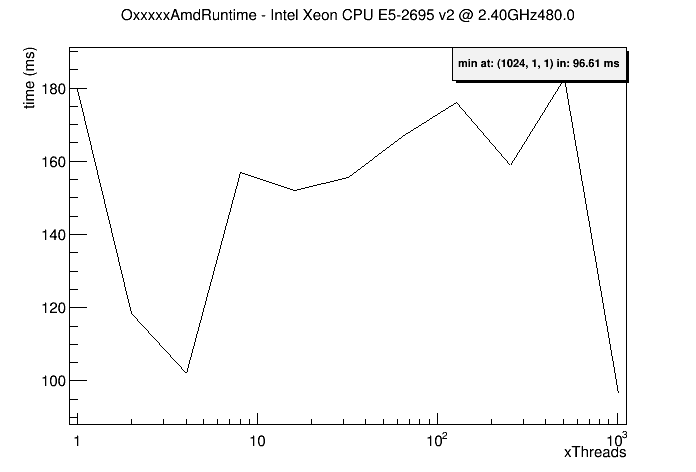 OxxxxxAmdRuntime - Intel Xeon CPU E5-2695 v2 @ 2.40GHz480.0
time (ms)
min at: (1024, 1, 1) in: 96.61 ms
180
160
140
120
100
1 10 10² 10³
xThreads